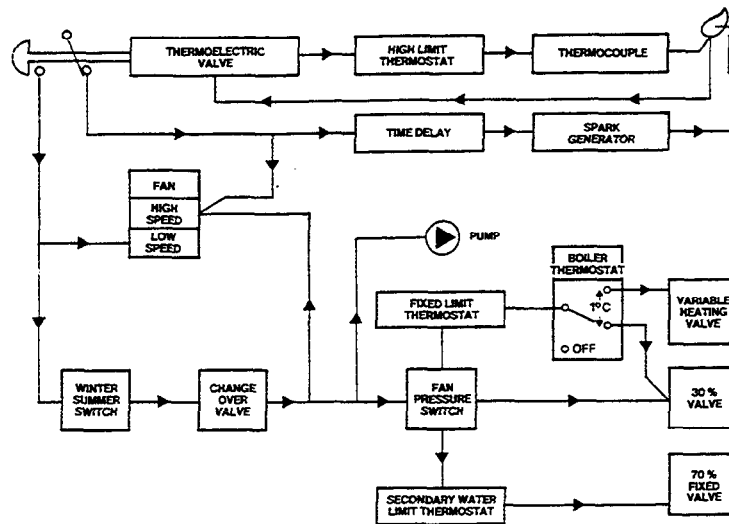 THERMOELECTRIC
VALVE
HIGH LIMIT
THERMOSTAT
THERMOCOUPLE
TIME DELAY
SPARK
GENERATOR
FAN
HIGH
SPEED
LOW
SPEED
PUMP
BOILER
THERMOSTAT
FIXED LIMIT
THERMOSTAT
↑°C
OFF
VARIABLE
HEATING
VALVE
WINTER
SUMMER
SWITCH
CHANGE
OVER
VALVE
FAN
PRESSURE
SWITCH
30 %
VALVE
SECONDARY WATER
LIMIT THERMOSTAT
70 %
FIXED
VALVE